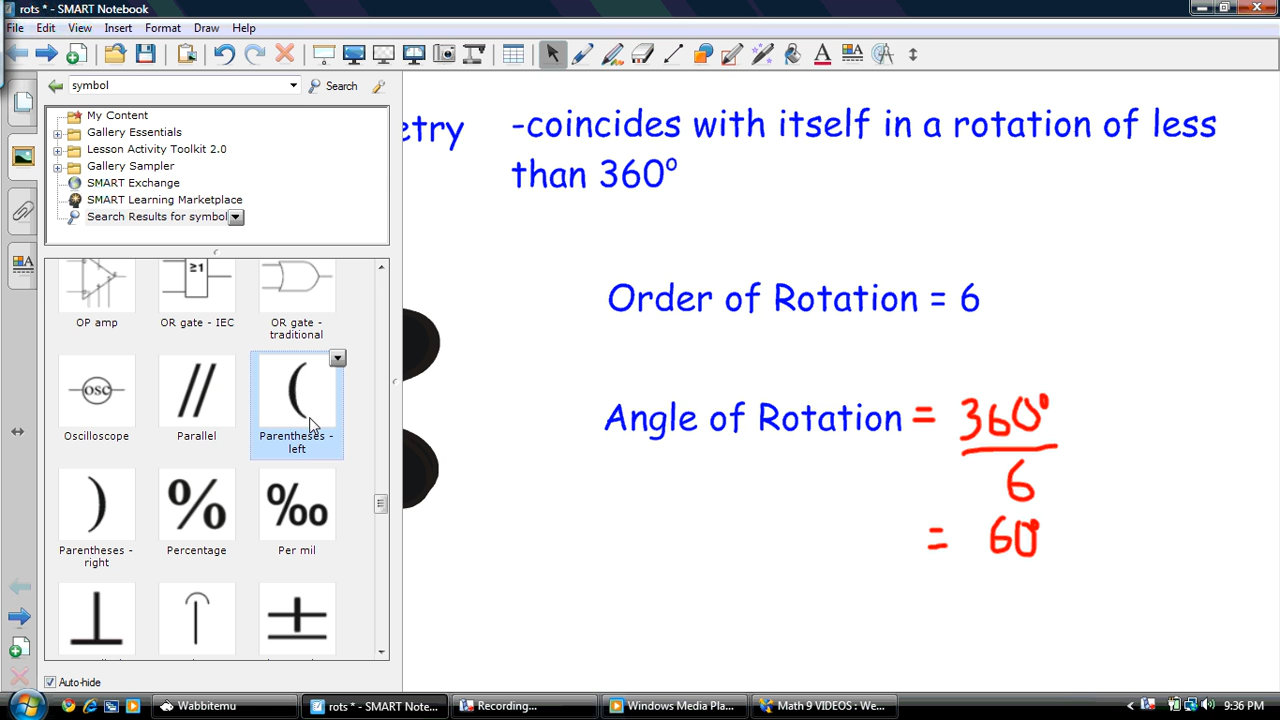 rots * - SMART Notebook
File Edit View Insert Format Draw Help
symbol
Search
My Content
Gallery Essentials
Lesson Activity Toolkit 2.0
Gallery Sampler
SMART Exchange
SMART Learning Marketplace
Search Results for symbol
≥1
OP amp
OR gate - IEC
OR gate - traditional
OSC
//
(
Oscilloscope
Parallel
Parentheses - left
)
%
‰
Parentheses - right
Percentage
Per mil
Auto-hide
etry
-coincides with itself in a rotation of less
than 360°
Order of Rotation = 6
Angle of Rotation = 360°
6
= 60°
Wabbitemu
rots * - SMART Note...
Recording...
Windows Media Pla...
Math 9 VIDEOS : We...
9:36 PM